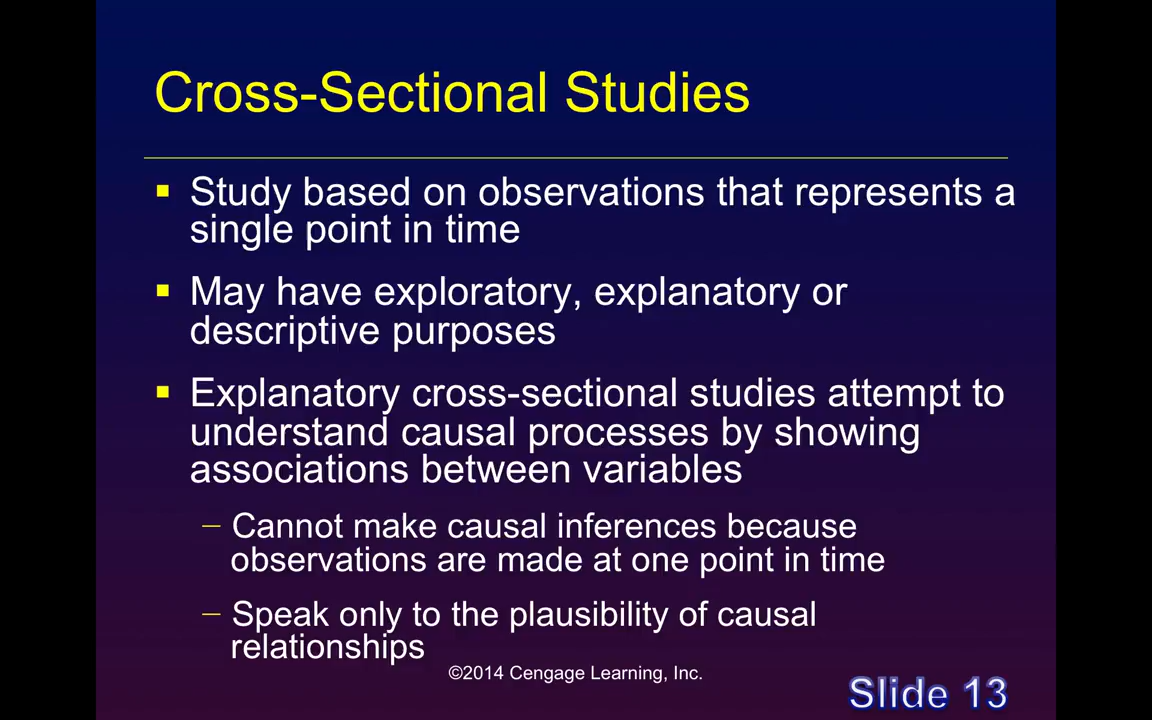 Cross-Sectional Studies
▪ Study based on observations that represents a
single point in time
▪ May have exploratory, explanatory or
descriptive purposes
▪ Explanatory cross-sectional studies attempt to
understand causal processes by showing
associations between variables
– Cannot make causal inferences because
observations are made at one point in time
– Speak only to the plausibility of causal
relationships
©2014 Cengage Learning, Inc.
Slide 13